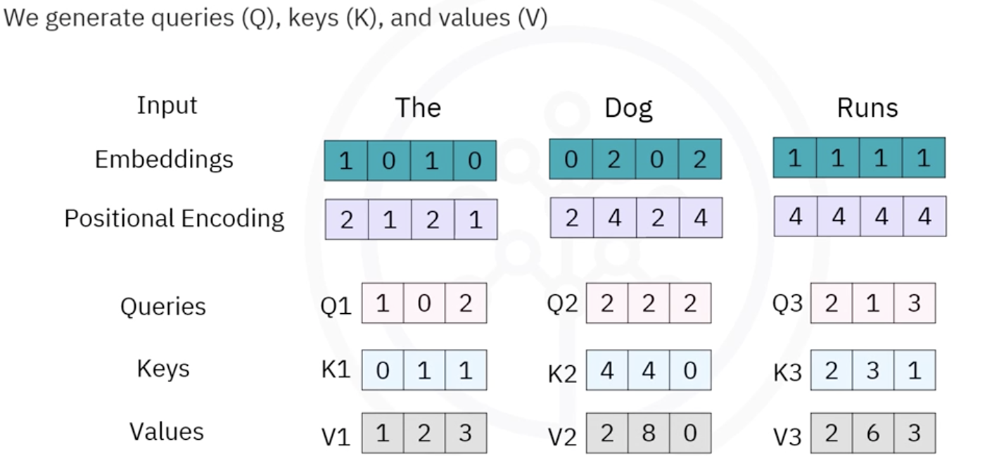 We generate queries (Q), keys (K), and values (V)
Input The Dog Runs
Embeddings 1 0 1 0 0 2 0 2 1 1 1 1
Positional Encoding 2 1 2 1 2 4 2 4 4 4 4 4
Queries Q1 1 0 2 Q2 2 2 2 Q3 2 1 3
Keys K1 0 1 1 K2 4 4 0 K3 2 3 1
Values V1 1 2 3 V2 2 8 0 V3 2 6 3